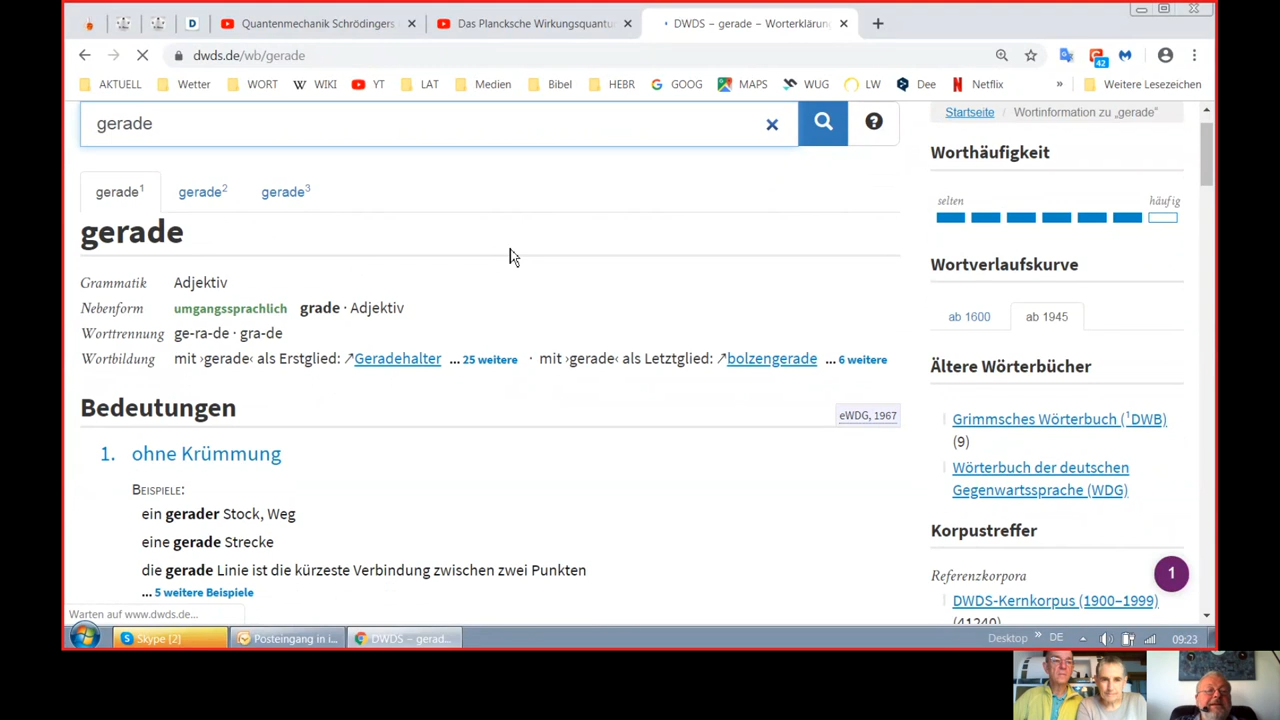 Quantenmechanik Schrödingers
Das Plancksche Wirkungsquantu
DWDS – gerade – Worterklärung
dwds.de/wb/gerade
42
AKTUELL Wetter WORT WIKI YT LAT Medien Bibel HEBR GOOG MAPS WUG LW Dee Netflix » Weitere Lesezeichen
gerade
Startseite / Wortinformation zu „gerade“
gerade1 gerade2 gerade3
gerade
Grammatik Adjektiv
Nebenform umgangssprachlich grade · Adjektiv
Worttrennung ge-ra-de · gra-de
Wortbildung mit ›gerade‹ als Erstglied: ↗Geradehalter ... 25 weitere · mit ›gerade‹ als Letztglied: ↗bolzengerade ... 6 weitere
Bedeutungen
eWDG, 1967
1. ohne Krümmung
BEISPIELE:
ein gerader Stock, Weg
eine gerade Strecke
die gerade Linie ist die kürzeste Verbindung zwischen zwei Punkten
... 5 weitere Beispiele
Worthäufigkeit
selten häufig
Wortverlaufskurve
ab 1600 ab 1945
Ältere Wörterbücher
Grimmsches Wörterbuch (1DWB)
(9)
Wörterbuch der deutschen
Gegenwartssprache (WDG)
Korpustreffer
Referenzkorpora
DWDS-Kernkorpus (1900–1999)
(41240)
1
Warten auf www.dwds.de...
Skype [2] Posteingang in i... DWDS – gerad... Desktop » DE 09:23